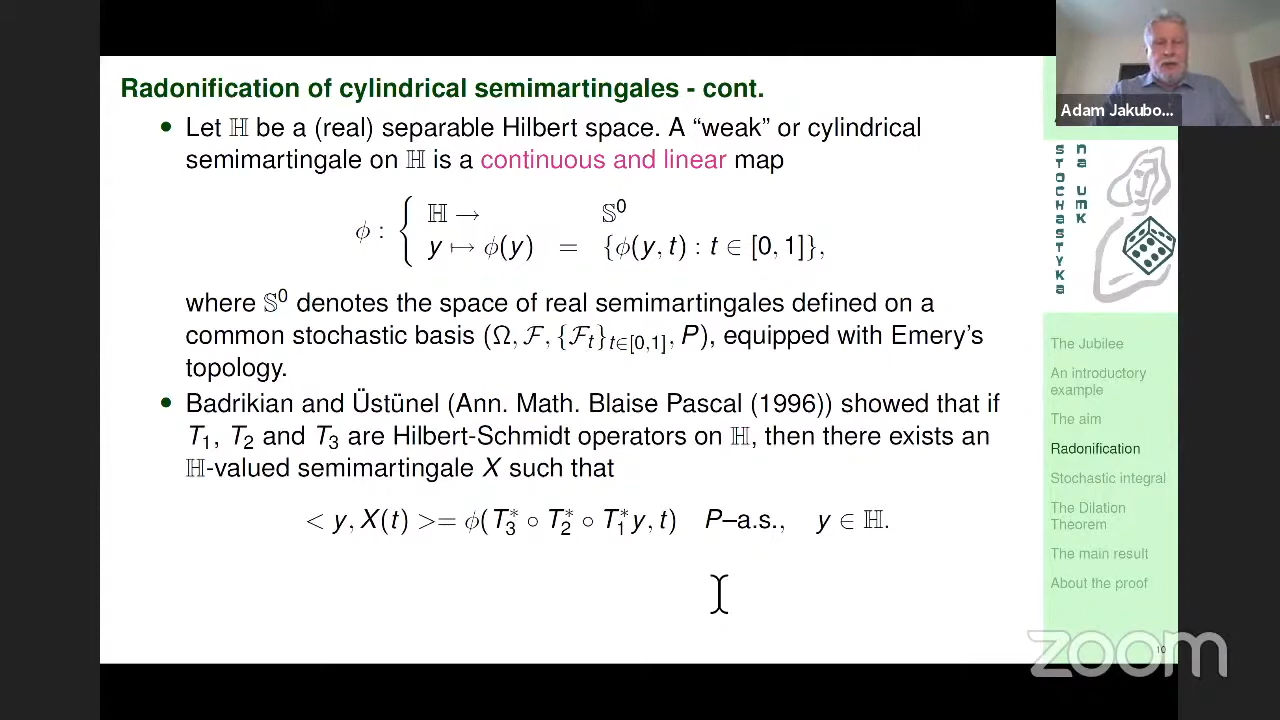 Radonification of cylindrical semimartingales - cont.
• Let ℍ be a (real) separable Hilbert space. A “weak” or cylindrical
semimartingale on ℍ is a continuous and linear map
ϕ : { ℍ → 𝕊⁰
y ↦ ϕ(y) = {ϕ(y, t) : t ∈ [0, 1]},
where 𝕊⁰ denotes the space of real semimartingales defined on a
common stochastic basis (Ω, ℱ, {ℱ_t}_{t∈[0,1]}, P), equipped with Emery’s
topology.
• Badrikian and Üstünel (Ann. Math. Blaise Pascal (1996)) showed that if
T₁, T₂ and T₃ are Hilbert-Schmidt operators on ℍ, then there exists an
ℍ-valued semimartingale X such that
< y, X(t) >= ϕ(T₃* ∘ T₂* ∘ T₁* y, t) P–a.s., y ∈ ℍ.
Adam Jakubo...
STOCHASTYKA
na UMK
The Jubilee
An introductory
example
The aim
Radonification
Stochastic integral
The Dilation
Theorem
The main result
About the proof
10
zoom